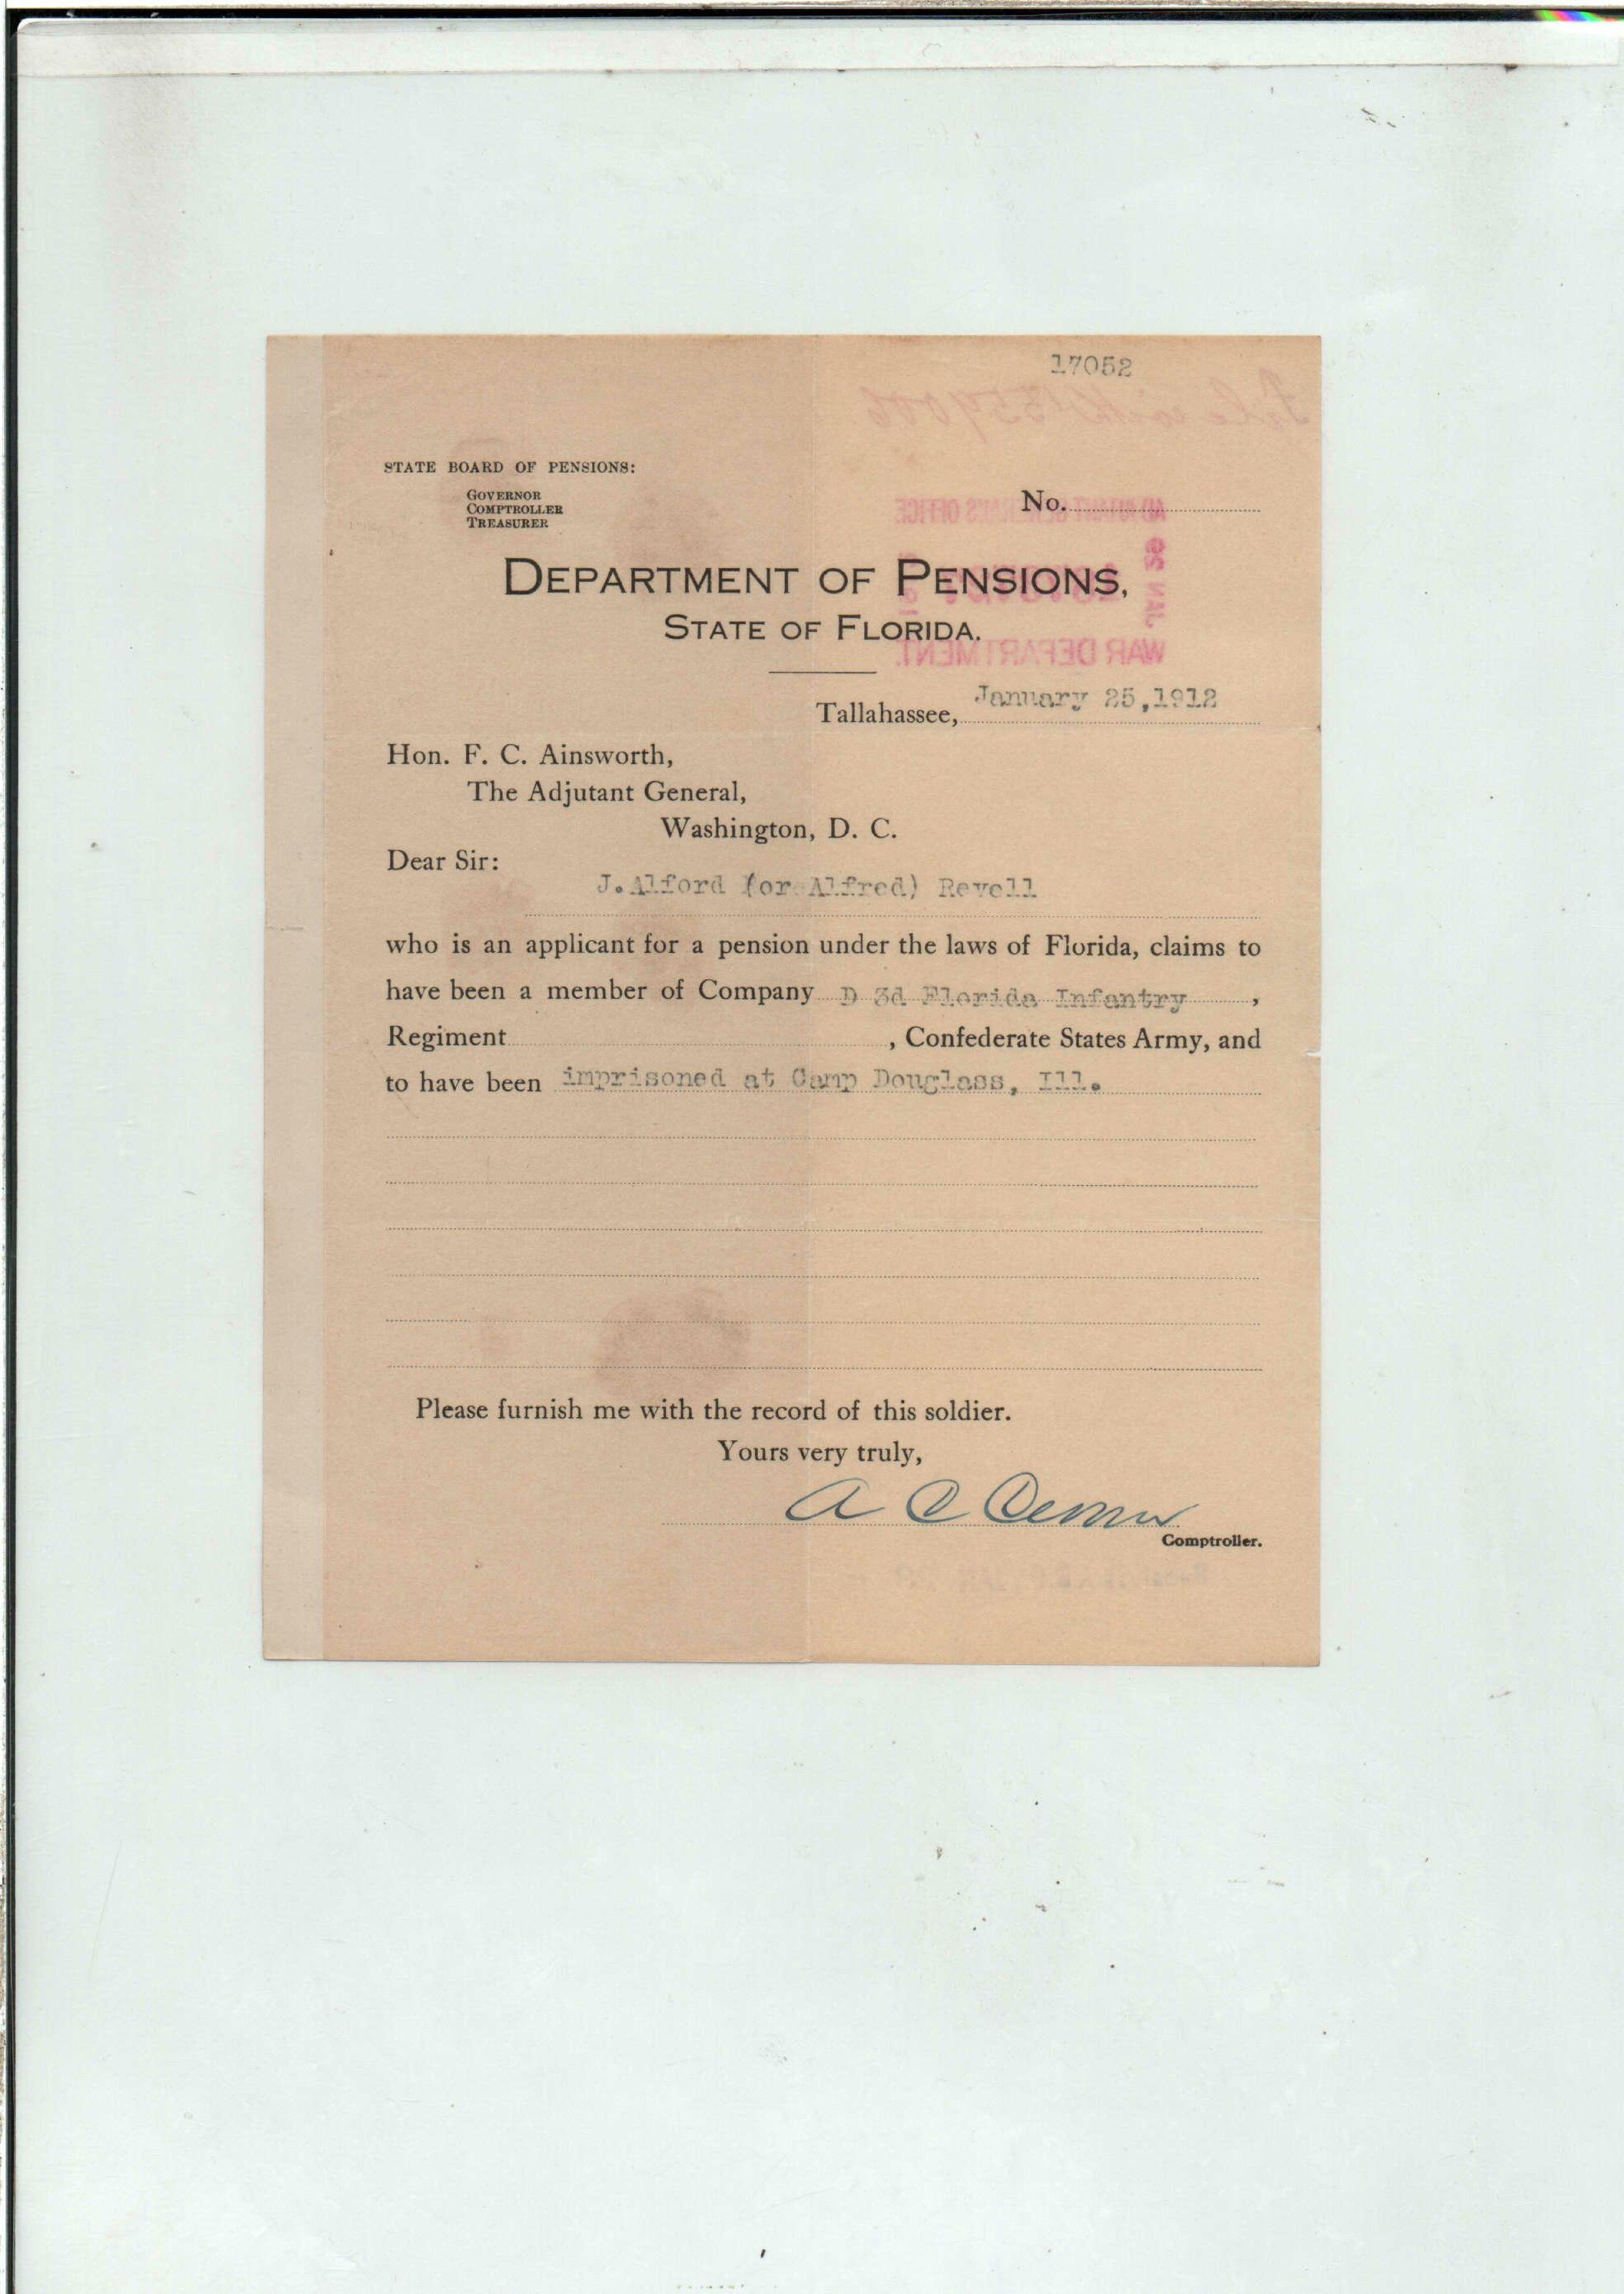 17052
STATE BOARD OF PENSIONS:
GOVERNOR
COMPTROLLER
TREASURER
No.
DEPARTMENT OF PENSIONS,
STATE OF FLORIDA.
ADJUTANT GENERAL'S OFFICE
WAR DEPARTMENT.
Tallahassee, January 25,1912
Hon. F. C. Ainsworth,
The Adjutant General,
Washington, D. C.
Dear Sir:
J.Alford (or Alfred) Revell
who is an applicant for a pension under the laws of Florida, claims to
have been a member of Company D 3d Florida Infantry ,
Regiment , Confederate States Army, and
to have been imprisoned at Camp Douglass, Ill.
Please furnish me with the record of this soldier.
Yours very truly,
A C
Comptroller.